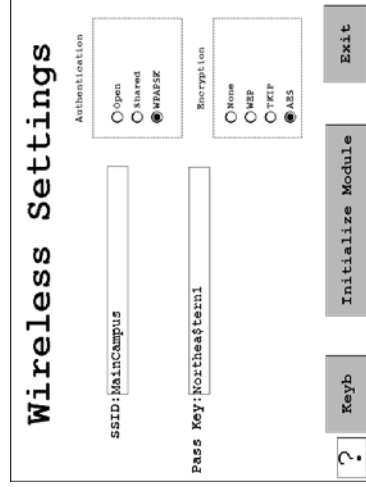 Wireless Settings
Authentication
SSID:MainCampus
Open
Shared
WPAPSK
Encryption
Pass Key:Northea$tern1
None
WEP
TKIP
AES
?
Keyb
Initialize Module
Exit